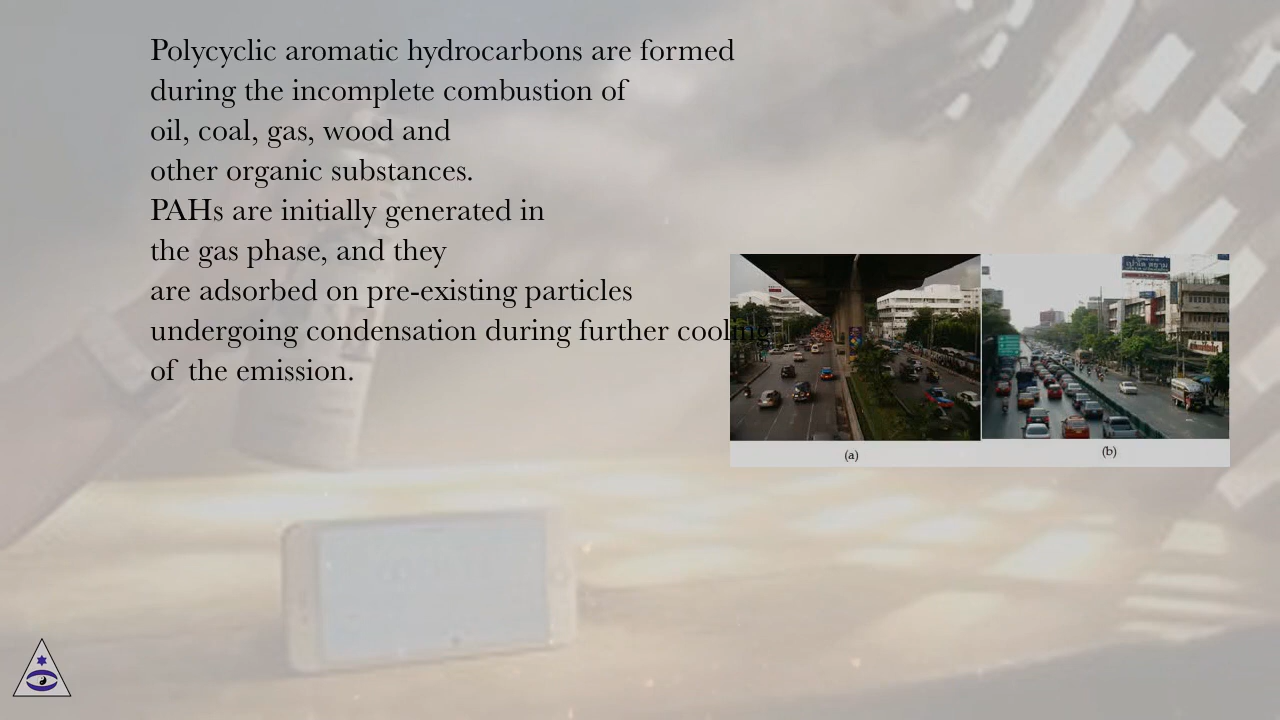 Polycyclic aromatic hydrocarbons are formed
during the incomplete combustion of
oil, coal, gas, wood and
other organic substances.
PAHs are initially generated in
the gas phase, and they
are adsorbed on pre-existing particles
undergoing condensation during further cooling
of the emission.
(a)
(b)